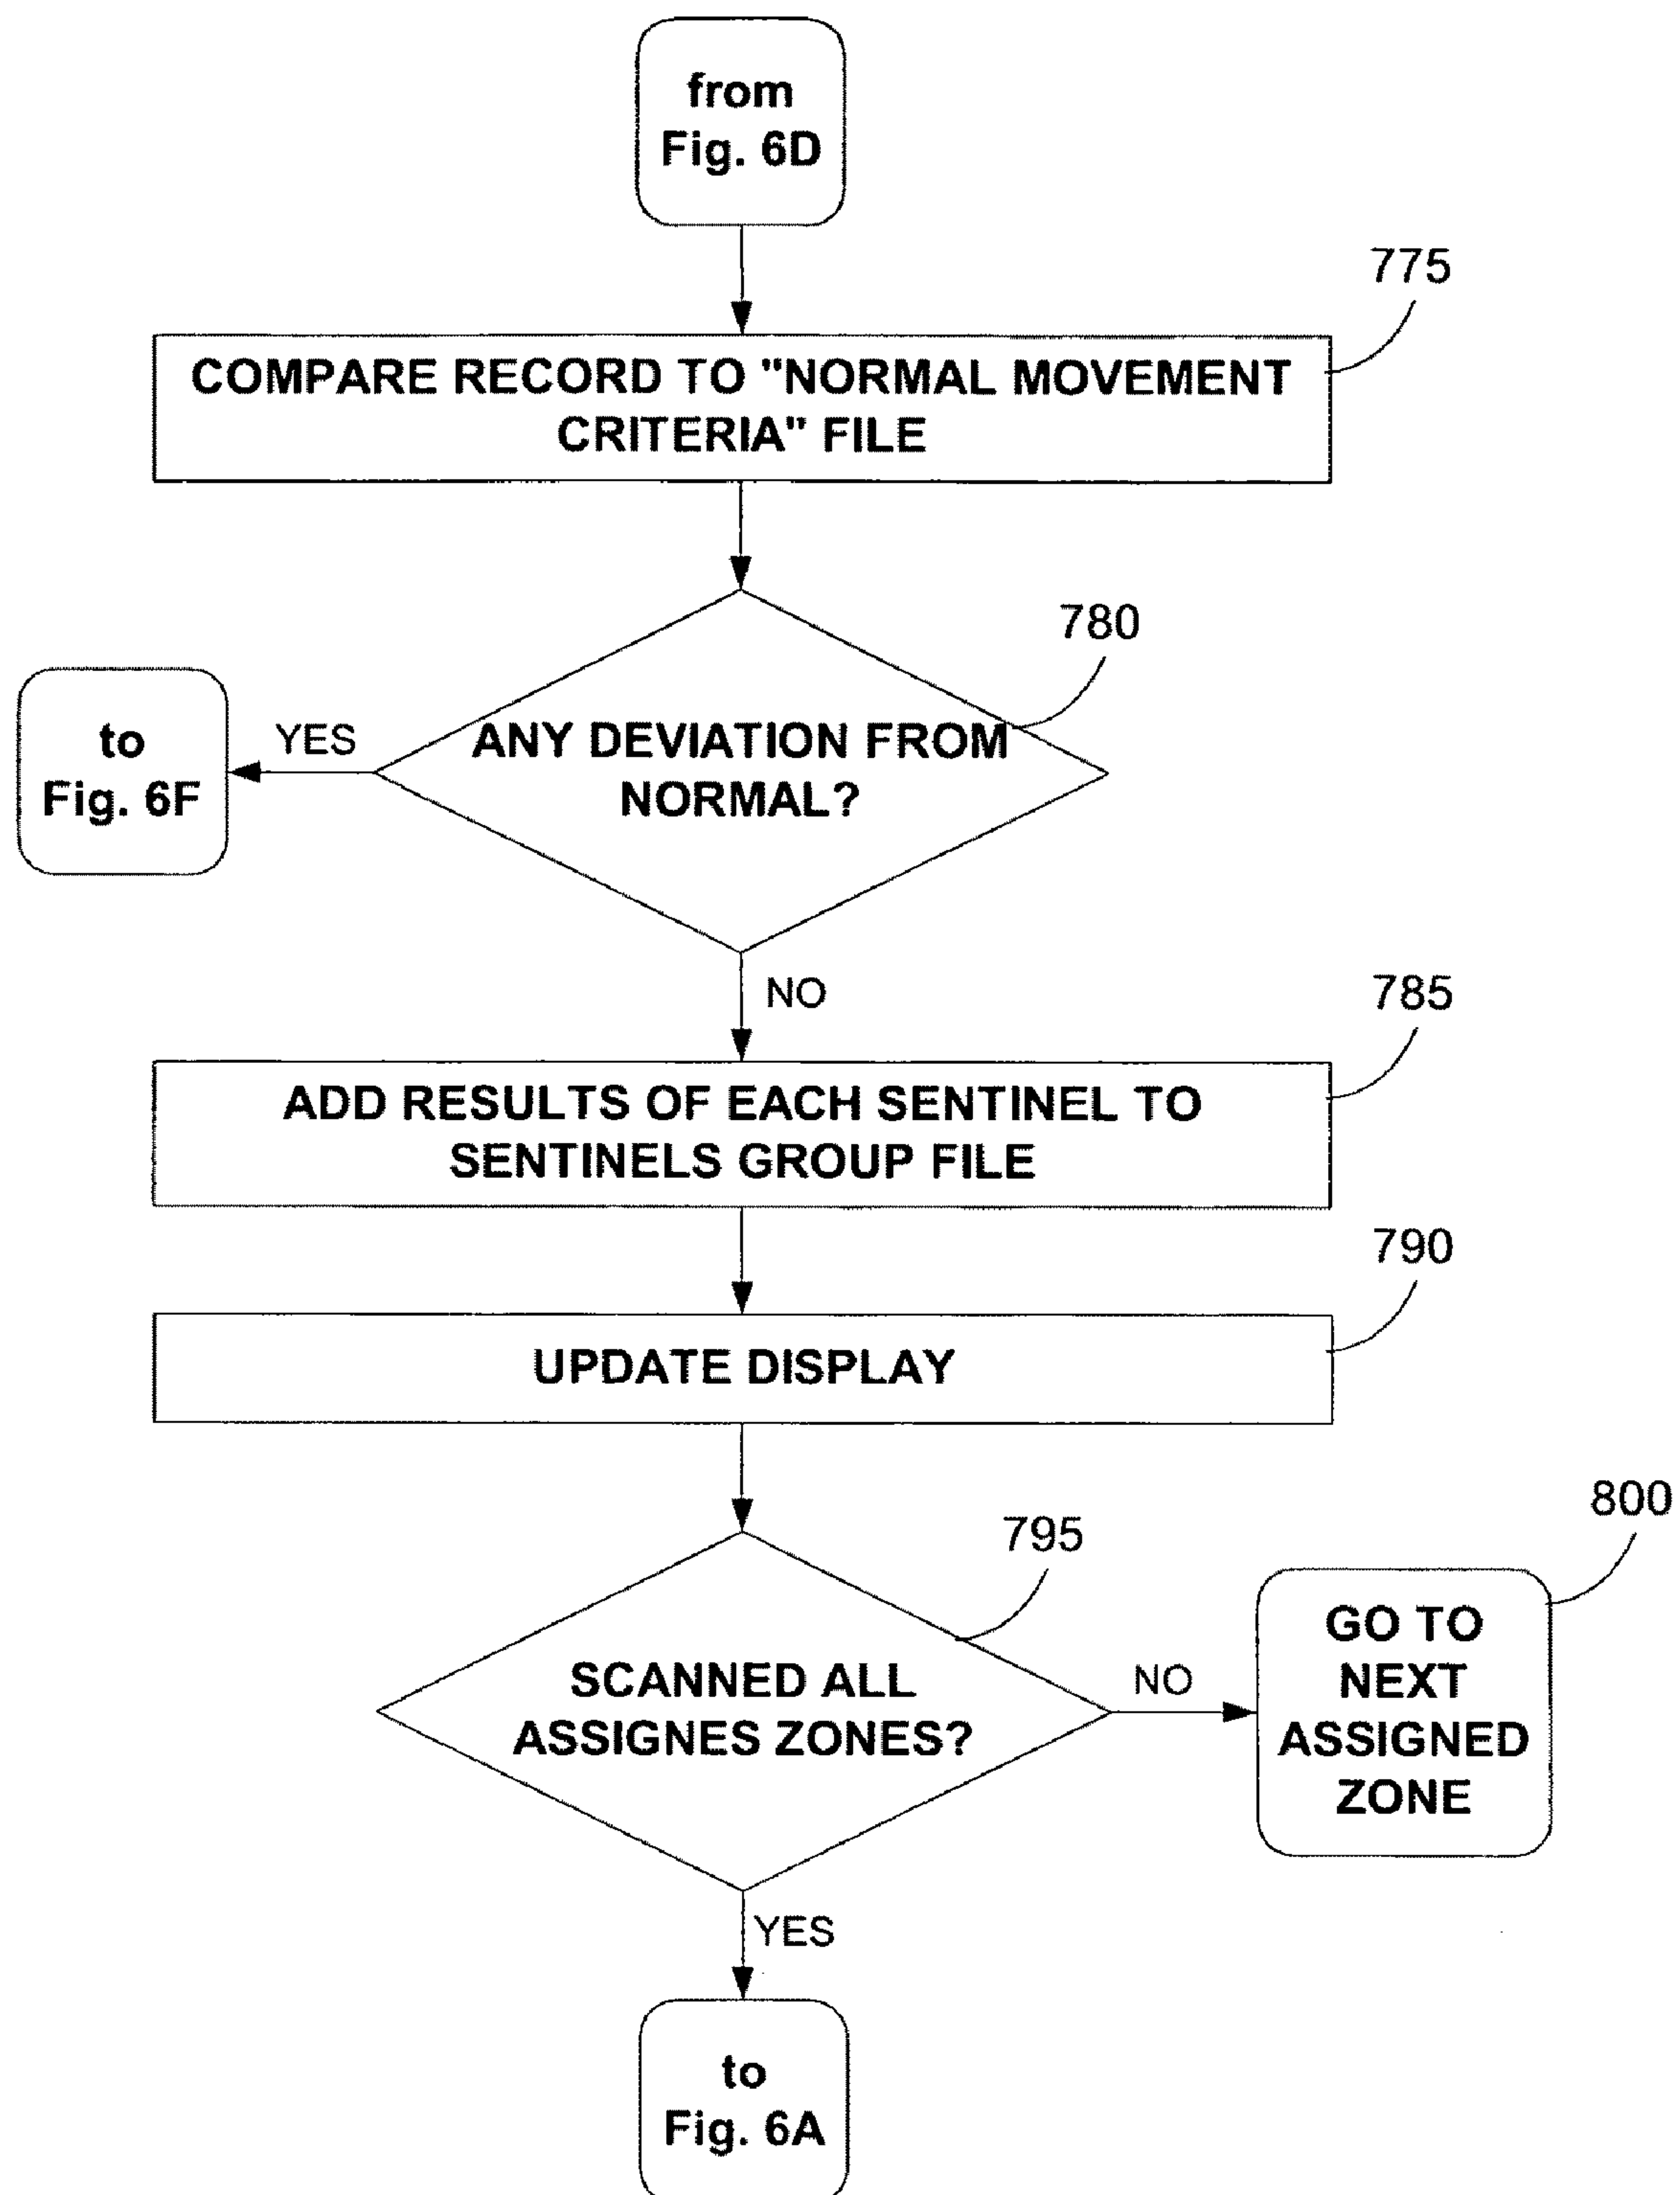 from
Fig. 6D
775
COMPARE RECORD TO "NORMAL MOVEMENT
CRITERIA" FILE
780
ANY DEVIATION FROM
NORMAL?
YES
to
Fig. 6F
NO
785
ADD RESULTS OF EACH SENTINEL TO
SENTINELS GROUP FILE
790
UPDATE DISPLAY
795
SCANNED ALL
ASSIGNES ZONES?
NO
800
GO TO
NEXT
ASSIGNED
ZONE
YES
to
Fig. 6A